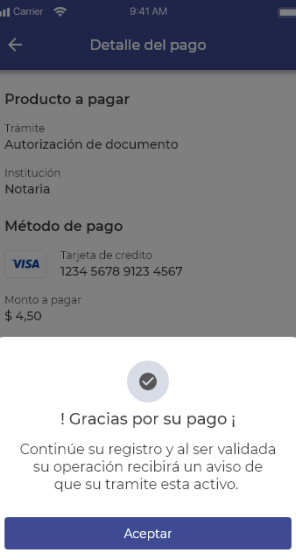 Carrier 9:41 AM
Detalle del pago
Producto a pagar
Trámite
Autorización de documento
Institución
Notaria
Método de pago
VISA
Tarjeta de credito
1234 5678 9123 4567
Monto a pagar
$ 4,50
! Gracias por su pago ¡
Continúe su registro y al ser validada
su operación recibirá un aviso de
que su tramite esta activo.
Aceptar